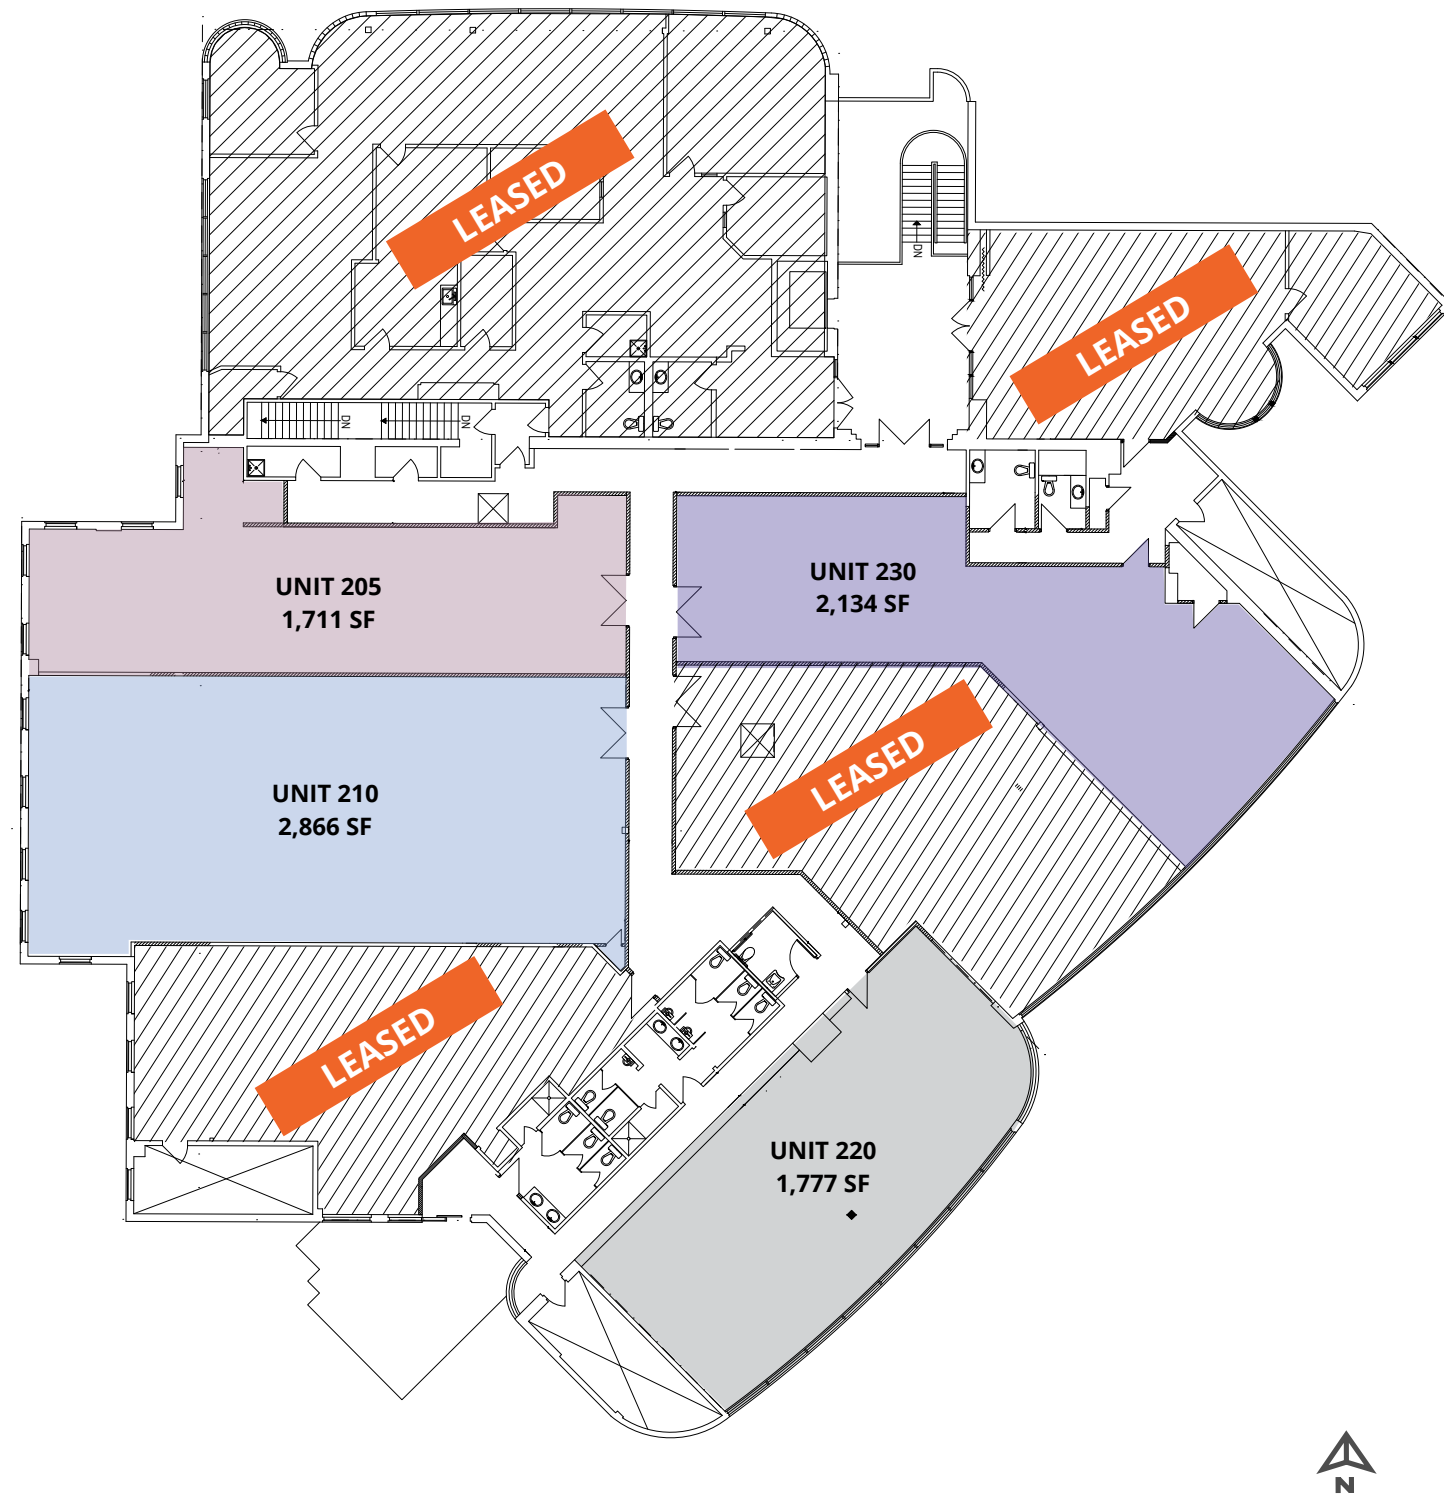 LEASED
DN
LEASED
DN
DN
UNIT 205
1,711 SF
UNIT 230
2,134 SF
LEASED
UNIT 210
2,866 SF
LEASED
UNIT 220
1,777 SF
N